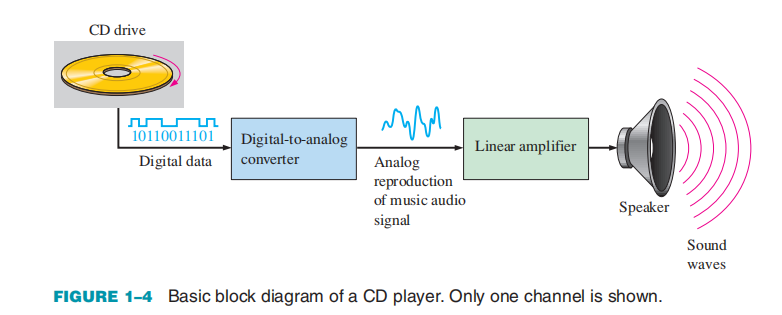 CD drive
10110011101
Digital data
Digital-to-analog
converter
Analog
reproduction
of music audio
signal
Linear amplifier
Speaker
Sound
waves
FIGURE 1–4 Basic block diagram of a CD player. Only one channel is shown.